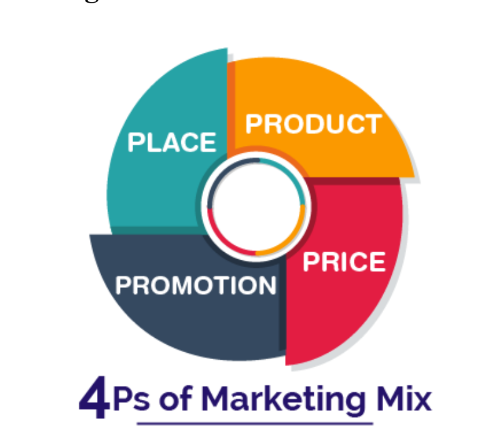 PLACE
PRODUCT
PROMOTION
PRICE
4Ps of Marketing Mix